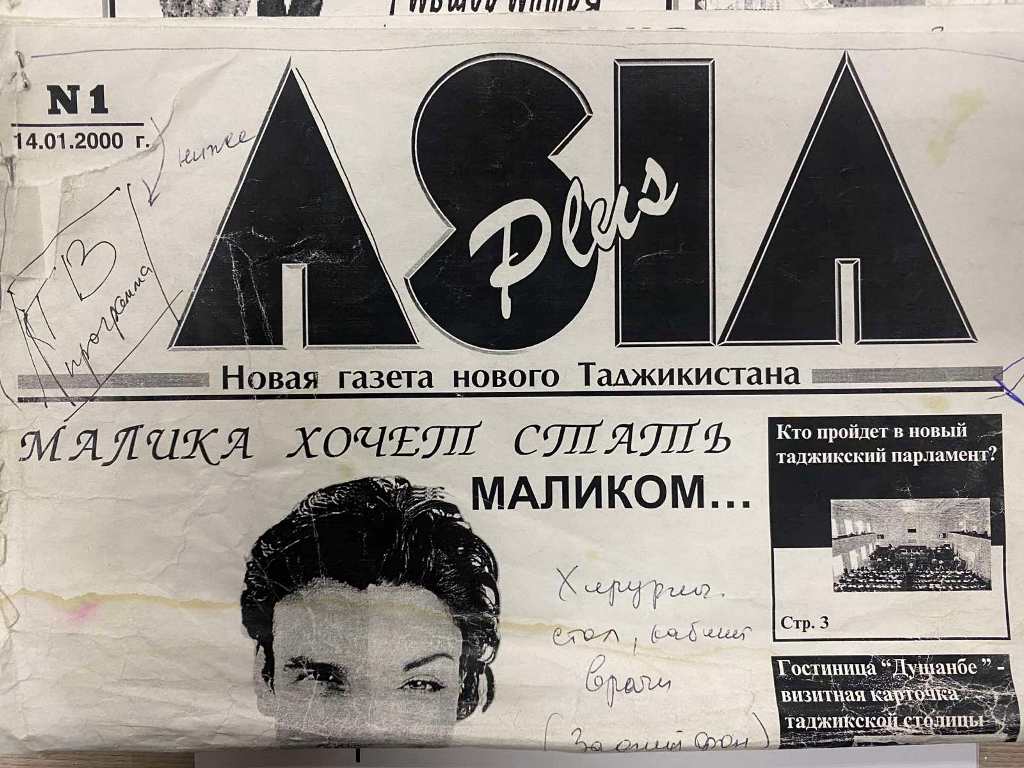 N 1
14.01.2000 г.
ниже
ТВ
программа
ASIA
Plus
Новая газета нового Таджикистана
МАЛИКА ХОЧЕТ СТАТЬ
МАЛИКОМ...
Кто пройдет в новый
таджикский парламент?
Стр. 3
Хирургич.
стол, кабинет
врачи
Гостиница “Душанбе ” -
визитная карточка
таджикской столицы